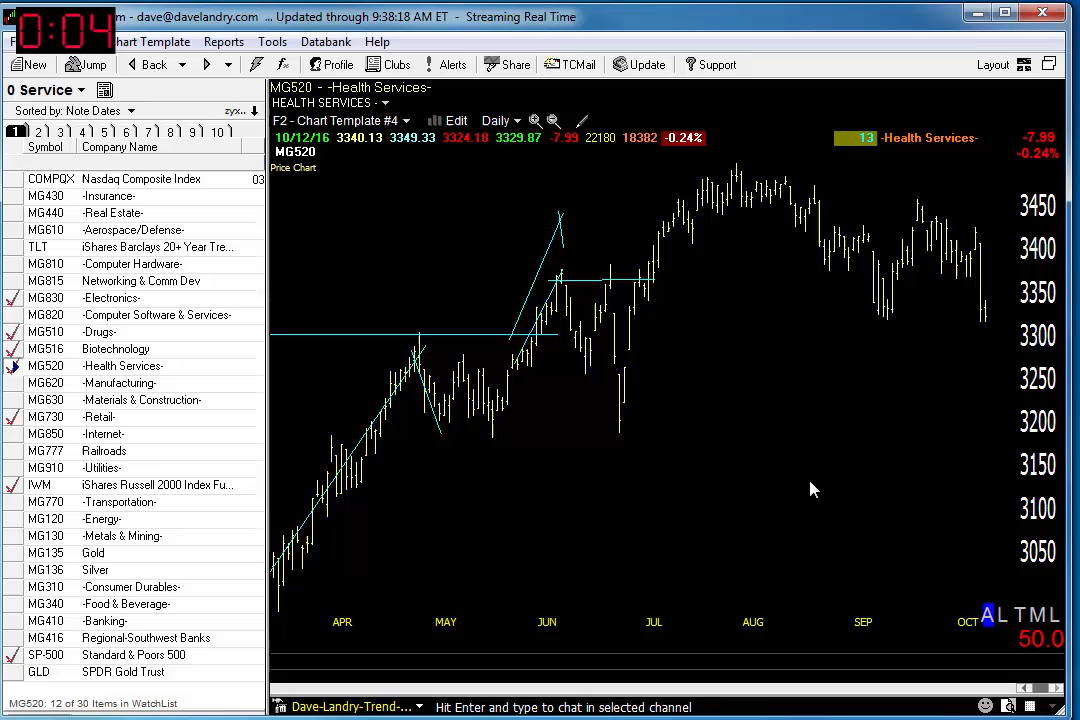 m - dave@davelandry.com ... Updated through 9:38:18 AM ET - Streaming Real Time
0:04
F hart Template Reports Tools Databank Help
New Jump Back Profile Clubs Alerts Share TCMail Update Support Layout
0 Service
Sorted by: Note Dates zyx...
1 2 3 4 5 6 7 8 9 10
Symbol Company Name
COMPQX Nasdaq Composite Index 03
MG430 -Insurance-
MG440 -Real Estate-
MG610 -Aerospace/Defense-
TLT iShares Barclays 20+ Year Tre...
MG810 -Computer Hardware-
MG815 Networking & Comm Dev
MG830 -Electronics-
MG820 -Computer Software & Services-
MG510 -Drugs-
MG516 Biotechnology
MG520 -Health Services-
MG620 -Manufacturing-
MG630 -Materials & Construction-
MG730 -Retail-
MG850 -Internet-
MG777 Railroads
MG910 -Utilities-
IWM iShares Russell 2000 Index Fu...
MG770 -Transportation-
MG120 -Energy-
MG130 -Metals & Mining-
MG135 Gold
MG136 Silver
MG310 -Consumer Durables-
MG340 -Food & Beverage-
MG410 -Banking-
MG416 Regional-Southwest Banks
SP-500 Standard & Poors 500
GLD SPDR Gold Trust
MG520: 12 of 30 Items in WatchList
MG520 - -Health Services-
HEALTH SERVICES -
F2 - Chart Template #4 Edit Daily
10/12/16 3340.13 3349.33 3324.18 3329.87 -7.99 22180 18382 -0.24% 13 -Health Services- -7.99
-0.24%
MG520
Price Chart
3450
3400
3350
3300
3250
3200
3150
3100
3050
APR MAY JUN JUL AUG SEP OCT
A L T M L
50.0
Dave-Landry-Trend-... Hit Enter and type to chat in selected channel